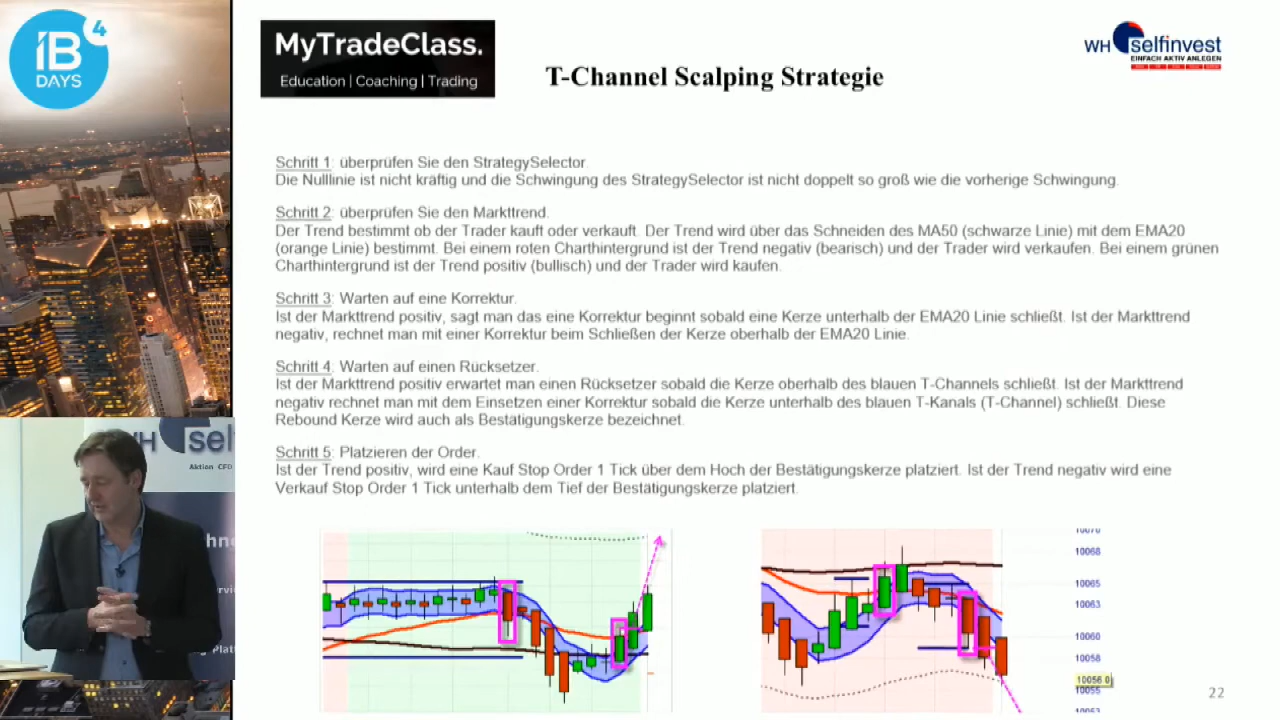 iB 4
DAYS
MyTradeClass.
Education | Coaching | Trading
T-Channel Scalping Strategie
WH selfinvest
EINFACH AKTIV ANLEGEN
Schritt 1: überprüfen Sie den StrategySelector.
Die Nulllinie ist nicht kräftig und die Schwingung des StrategySelector ist nicht doppelt so groß wie die vorherige Schwingung.
Schritt 2: überprüfen Sie den Markttrend.
Der Trend bestimmt ob der Trader kauft oder verkauft. Der Trend wird über das Schneiden des MA50 (schwarze Linie) mit dem EMA20
(orange Linie) bestimmt. Bei einem roten Charthintergrund ist der Trend negativ (bearisch) und der Trader wird verkaufen. Bei einem grünen
Charthintergrund ist der Trend positiv (bullisch) und der Trader wird kaufen.
Schritt 3: Warten auf eine Korrektur.
Ist der Markttrend positiv, sagt man das eine Korrektur beginnt sobald eine Kerze unterhalb der EMA20 Linie schließt. Ist der Markttrend
negativ, rechnet man mit einer Korrektur beim Schließen der Kerze oberhalb der EMA20 Linie.
Schritt 4: Warten auf einen Rücksetzer.
Ist der Markttrend positiv erwartet man einen Rücksetzer sobald die Kerze oberhalb des blauen T-Channels schließt. Ist der Markttrend
negativ rechnet man mit dem Einsetzen einer Korrektur sobald die Kerze unterhalb des blauen T-Kanals (T-Channel) schließt. Diese
Rebound Kerze wird auch als Bestätigungskerze bezeichnet.
Schritt 5: Platzieren der Order.
Ist der Trend positiv, wird eine Kauf Stop Order 1 Tick über dem Hoch der Bestätigungskerze platziert. Ist der Trend negativ wird eine
Verkauf Stop Order 1 Tick unterhalb dem Tief der Bestätigungskerze platziert.
WH sel
Aktion CFD
10070
10068
10065
10063
10060
10058
10056 0
10055
10053
22